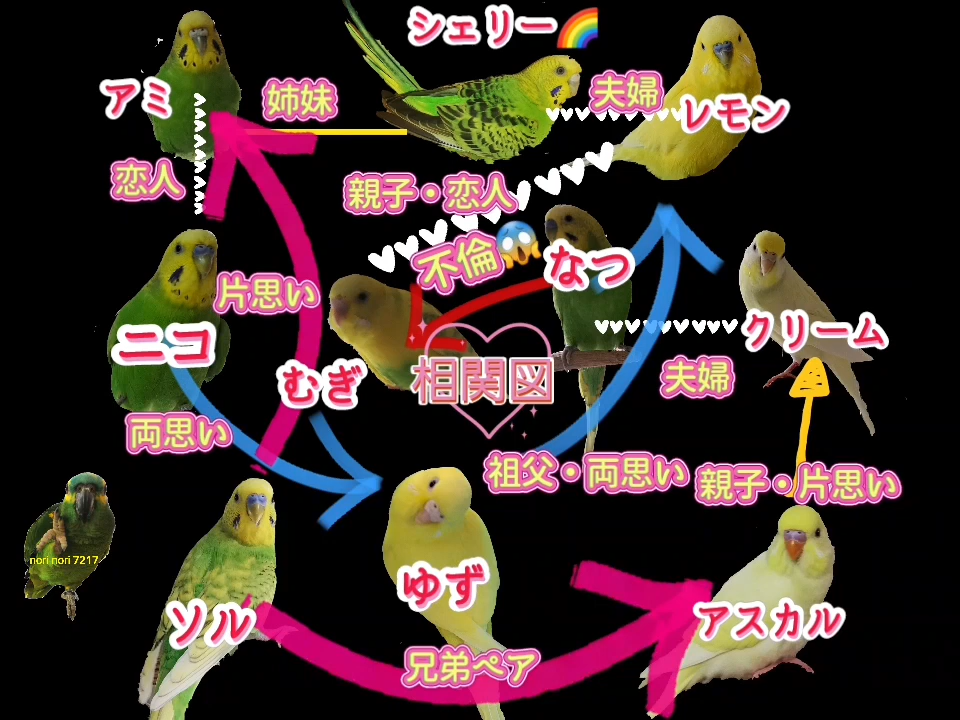 シェリー🌈
アミ
姉妹
夫婦
レモン
恋人
親子・恋人
不倫😱
なつ
片思い
ニコ
むぎ
相関図
クリーム
夫婦
両思い
祖父・両思い
親子・片思い
nori nori 7217
ゆず
ソル
アスカル
兄弟ペア